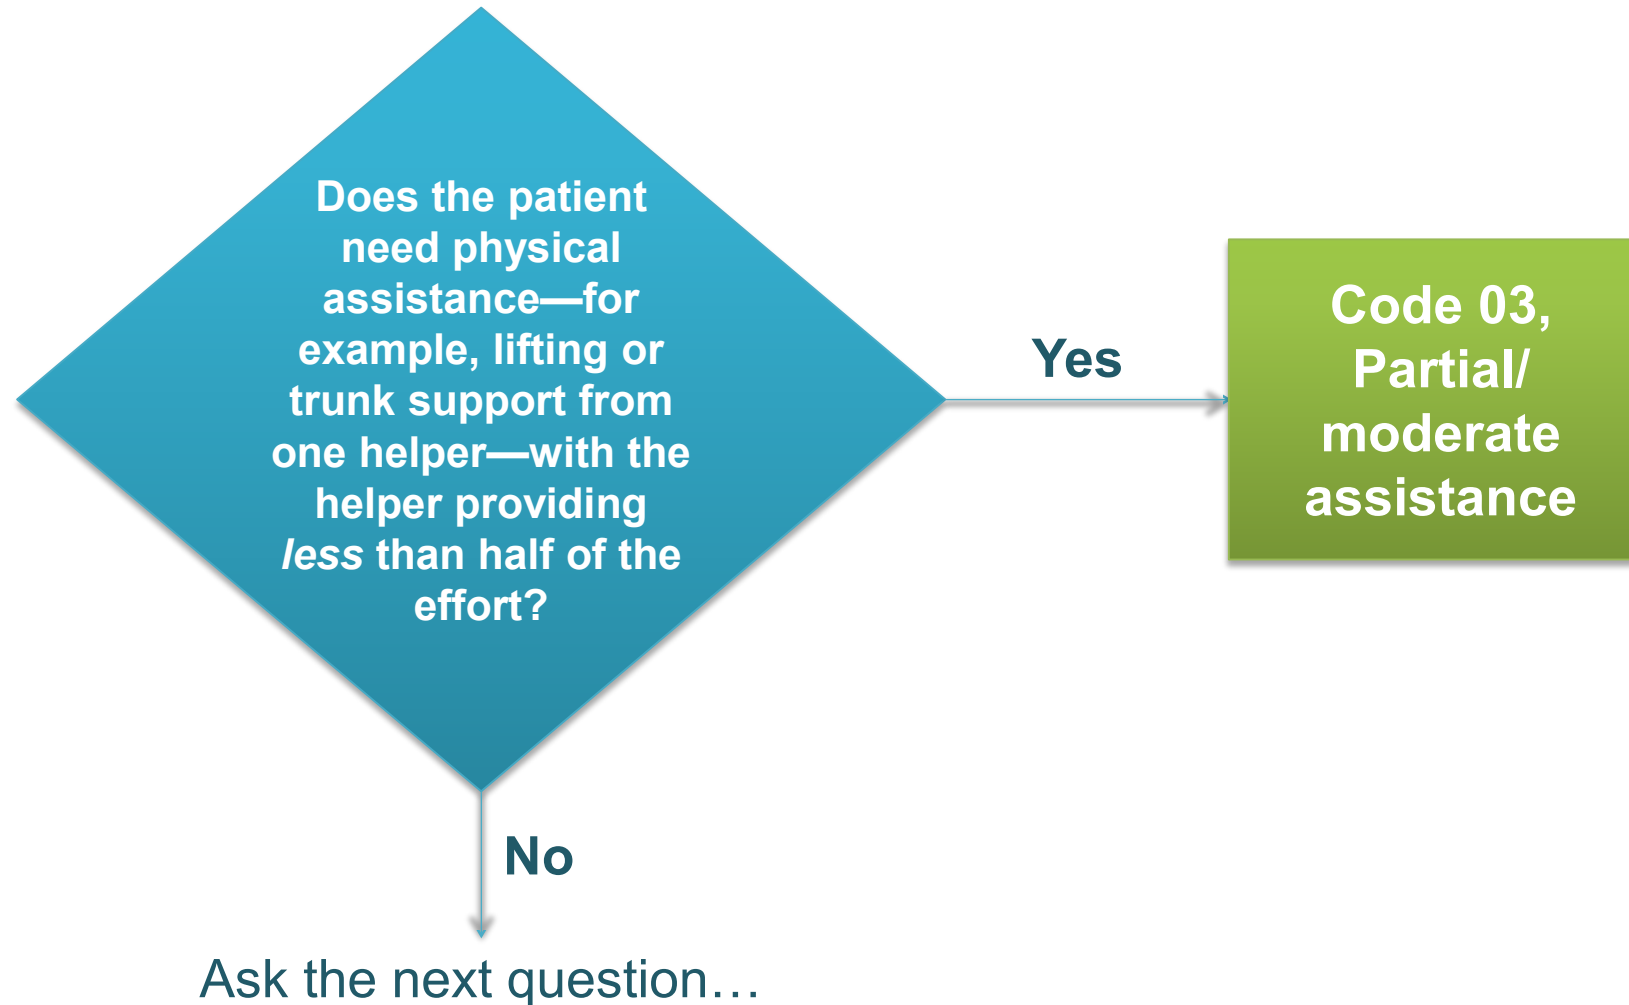 Does the patient
need physical
assistance—for
example, lifting or
trunk support from
one helper—with the
helper providing
less than half of the
effort?
Yes
Code 03,
Partial/
moderate
assistance
No
Ask the next question…